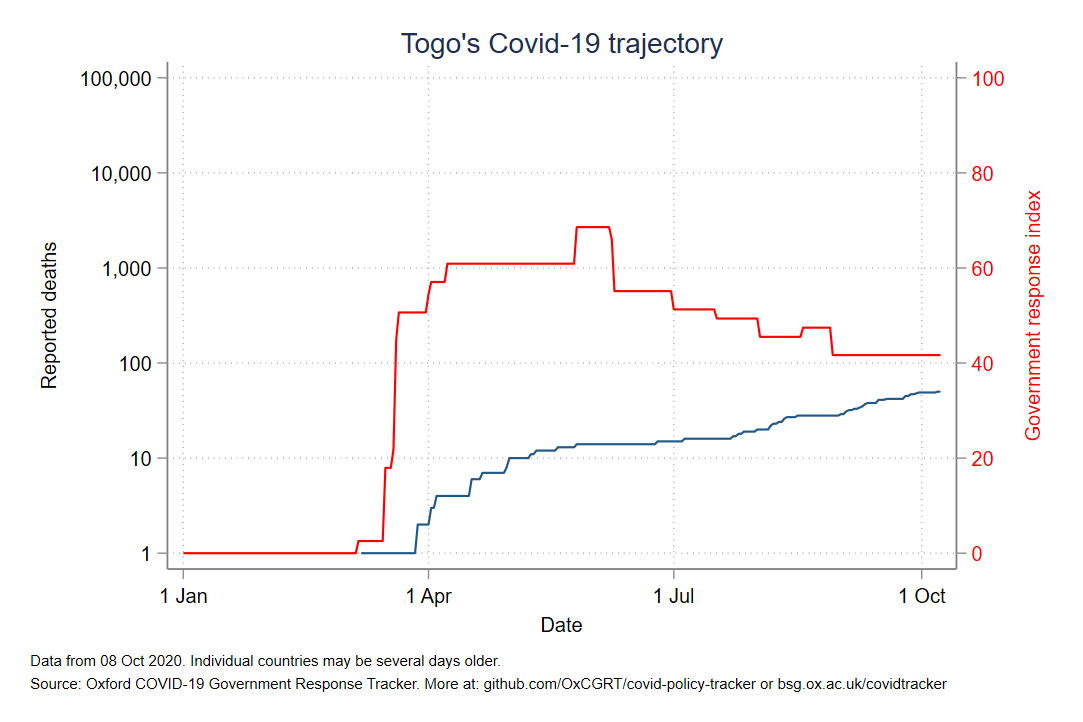 Togo's Covid-19 trajectory
100,000
10,000
1,000
100
10
1
Reported deaths
100
80
60
40
20
0
Government response index
1 Jan
1 Apr
1 Jul
1 Oct
Date
Data from 08 Oct 2020. Individual countries may be several days older.
Source: Oxford COVID-19 Government Response Tracker. More at: github.com/OxCGRT/covid-policy-tracker or bsg.ox.ac.uk/covidtracker